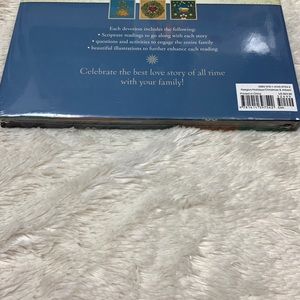 Each devotion includes the following:
• Scripture readings to go along with each story
• questions and activities to engage the entire family
• beautiful illustrations to further enhance each reading
Celebrate the best love story of all time
with your family!